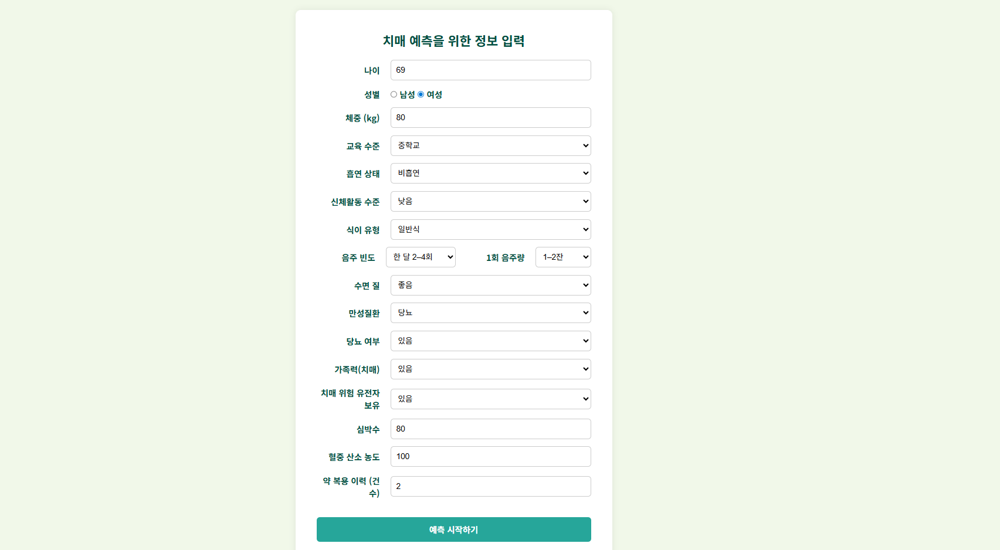 치매 예측을 위한 정보 입력
나이 69
성별 남성 여성
체중 (kg) 80
교육 수준 중학교
흡연 상태 비흡연
신체활동 수준 낮음
식이 유형 일반식
음주 빈도 한 달 2–4회 1회 음주량 1–2잔
수면 질 좋음
만성질환 당뇨
당뇨 여부 있음
가족력(치매) 있음
치매 위험 유전자
보유 있음
심박수 80
혈중 산소 농도 100
약 복용 이력 (건
수) 2
예측 시작하기